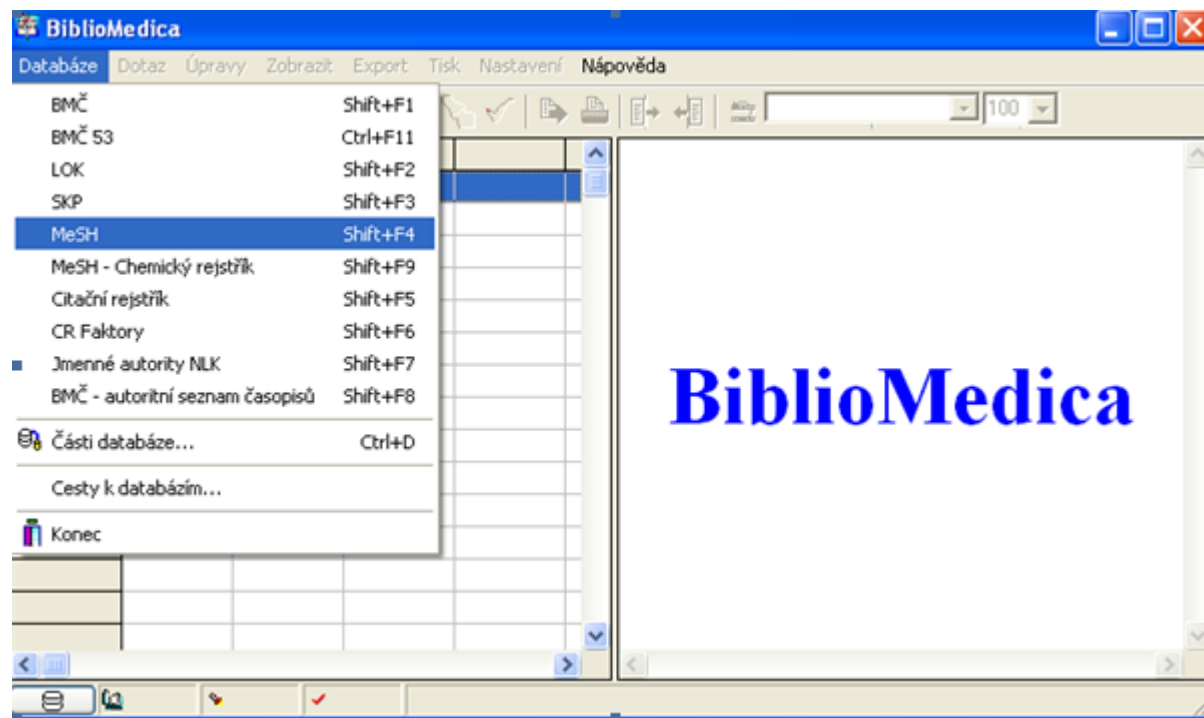 BiblioMedica
Databáze Dotaz Úpravy Zobrazit Export Tisk Nastavení Nápověda
100
BMČ Shift+F1
BMČ 53 Ctrl+F11
LOK Shift+F2
SKP Shift+F3
MeSH Shift+F4
MeSH - Chemický rejstřík Shift+F9
Citační rejstřík Shift+F5
CR Faktory Shift+F6
Jmenné autority NLK Shift+F7
BMČ - autoritní seznam časopisů Shift+F8
Části databáze... Ctrl+D
Cesty k databázím...
Konec
BiblioMedica